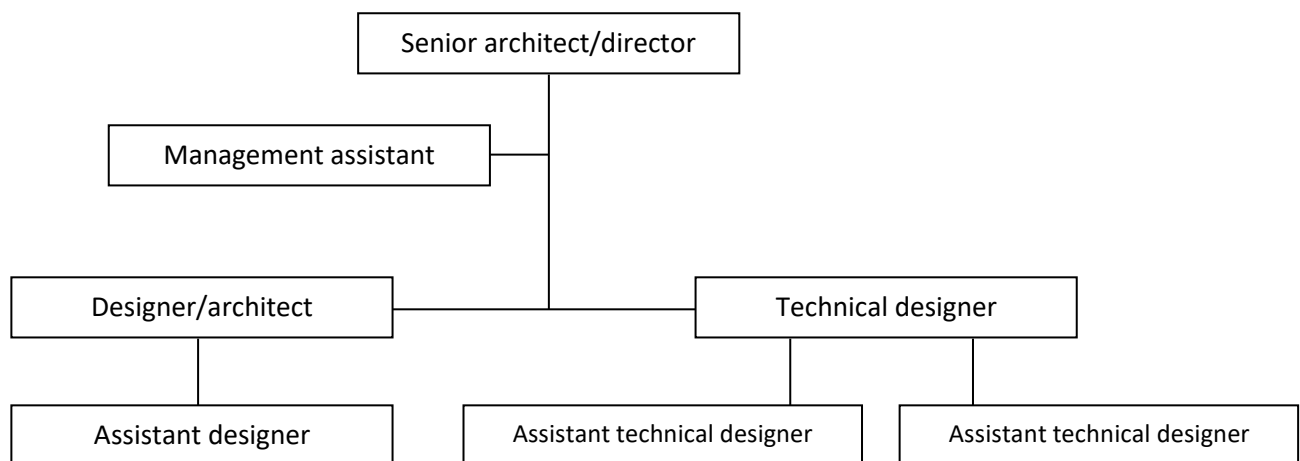 Senior architect/director
Management assistant
Designer/architect
Technical designer
Assistant designer
Assistant technical designer
Assistant technical designer